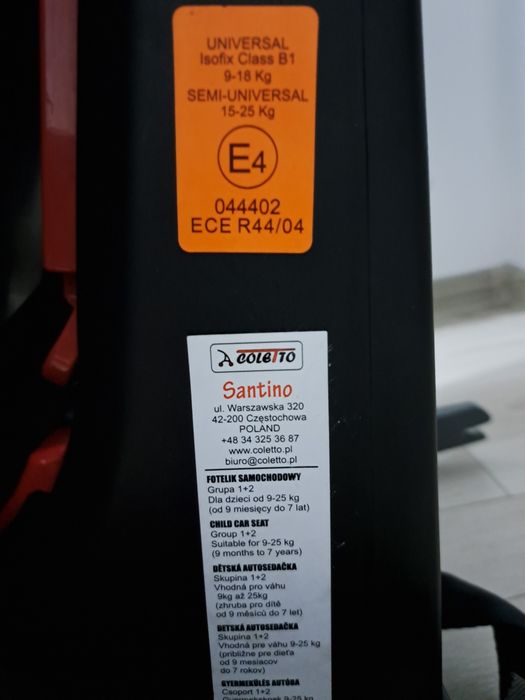 UNIVERSAL
Isofix Class B1
9-18 Kg
SEMI-UNIVERSAL
15-25 Kg
E4
044402
ECE R44/04
COLETTO
Santino
ul. Warszawska 320
42-200 Częstochowa
POLAND
+48 34 325 36 87
www.coletto.pl
biuro@coletto.pl
FOTELIK SAMOCHODOWY
Grupa 1+2
Dla dzieci od 9-25 kg
(od 9 miesięcy do 7 lat)
CHILD CAR SEAT
Group 1+2
Suitable for 9-25 kg
(9 months to 7 years)
DĚTSKÁ AUTOSEDAČKA
Skupina 1+2
Vhodná pro váhu
9kg až 25kg
(zhruba pro dítě
od 9 měsíců do 7 let)
DETSKÁ AUTOSEDAČKA
Skupina 1+2
Vhodná pre váhu 9-25 kg
(približne pre dieťa
od 9 mesiacov
do 7 rokov)
GYERMEKÜLÉS AUTÓBA
Csoport 1+2